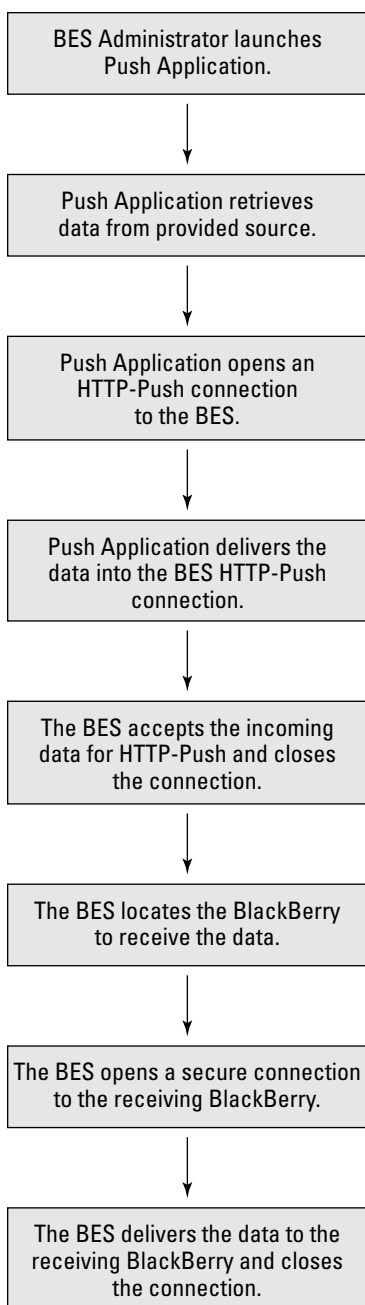 BES Administrator launches
Push Application.
Push Application retrieves
data from provided source.
Push Application opens an
HTTP-Push connection
to the BES.
Push Application delivers the
data into the BES HTTP-Push
connection.
The BES accepts the incoming
data for HTTP-Push and closes
the connection.
The BES locates the BlackBerry
to receive the data.
The BES opens a secure connection
to the receiving BlackBerry.
The BES delivers the data to the
receiving BlackBerry and closes
the connection.